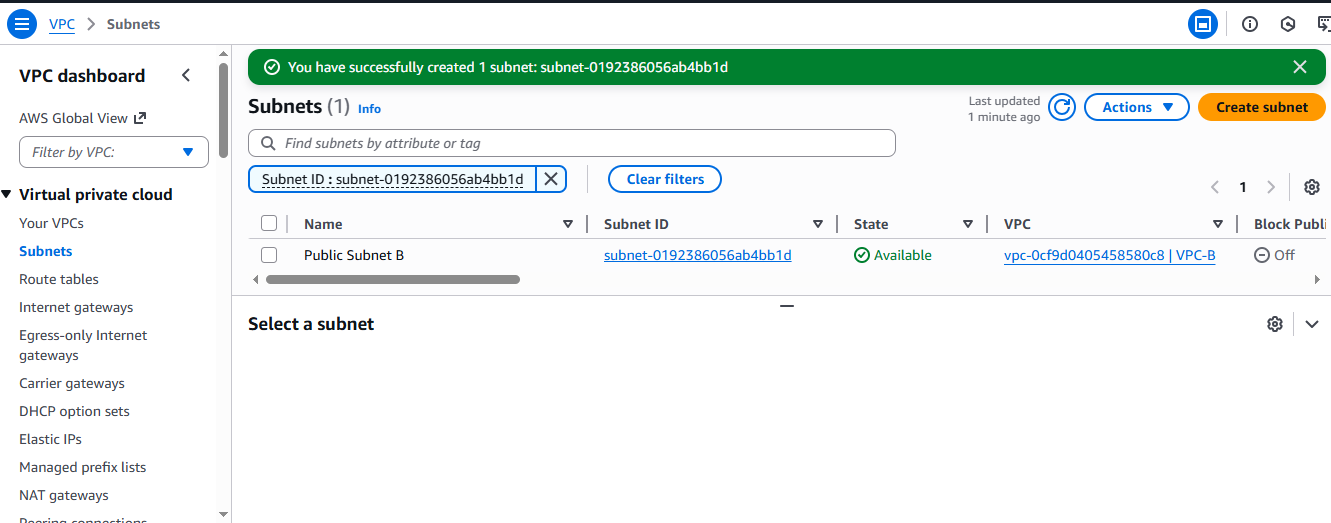 VPC > Subnets
You have successfully created 1 subnet: subnet-0192386056ab4bb1d
VPC dashboard
AWS Global View
Filter by VPC:
Virtual private cloud
Your VPCs
Subnets
Route tables
Internet gateways
Egress-only Internet
gateways
Carrier gateways
DHCP option sets
Elastic IPs
Managed prefix lists
NAT gateways
Peering connections
Subnets (1) Info
Last updated
1 minute ago
Actions
Create subnet
Find subnets by attribute or tag
Subnet ID : subnet-0192386056ab4bb1d
Clear filters
1
Name Subnet ID State VPC Block Publi
Public Subnet B subnet-0192386056ab4bb1d Available vpc-0cf9d0405458580c8 | VPC-B Off
Select a subnet